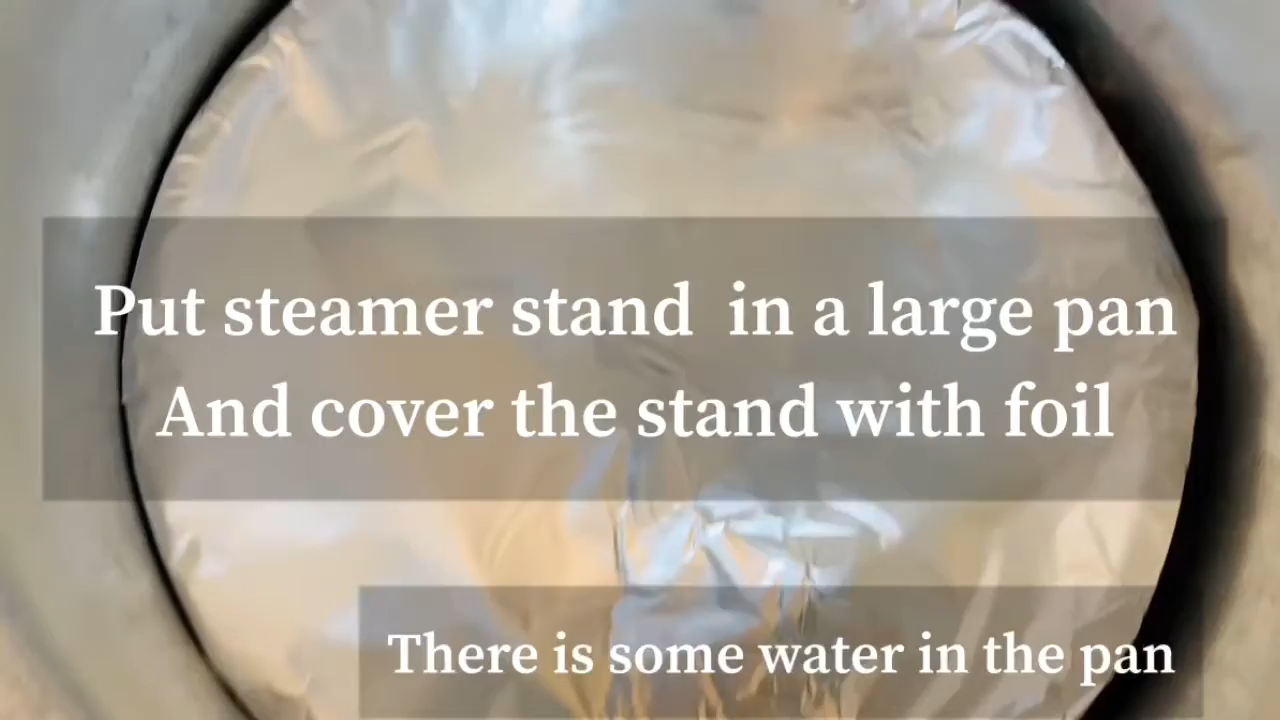 Put steamer stand in a large pan
And cover the stand with foil
There is some water in the pan